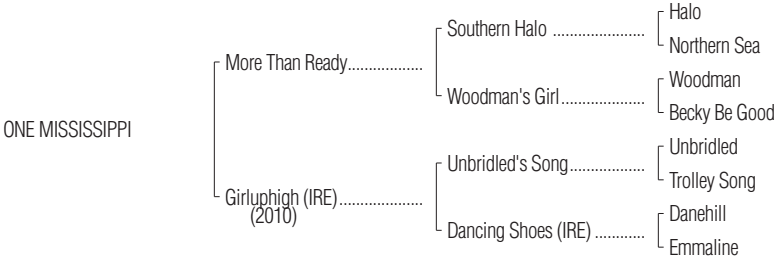 Halo
Southern Halo ......................
Northern Sea
More Than Ready..................
Woodman
Woodman's Girl....................
Becky Be Good
ONE MISSISSIPPI
Unbridled
Unbridled's Song..................
Trolley Song
Girluphigh (IRE)....................
(2010)
Danehill
Dancing Shoes (IRE) ............
Emmaline